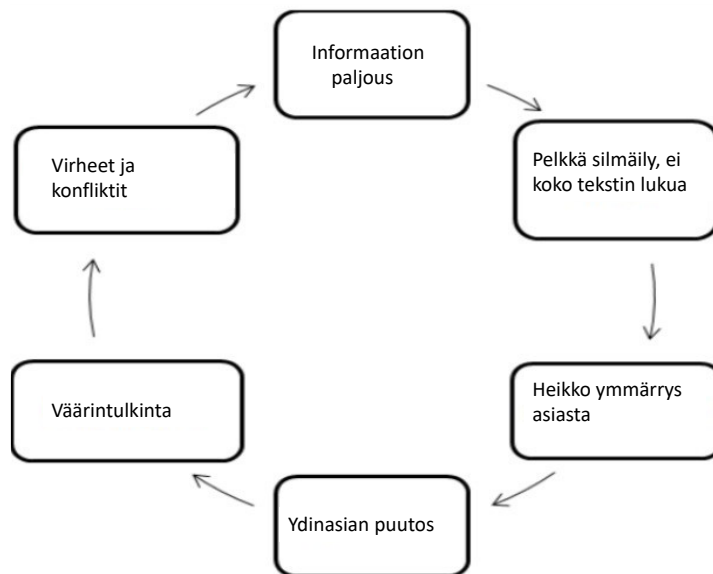 Informaation
paljous
Pelkkä silmäily, ei
koko tekstin lukua
Heikko ymmärrys
asiasta
Ydinasian puutos
Väärintulkinta
Virheet ja
konfliktit